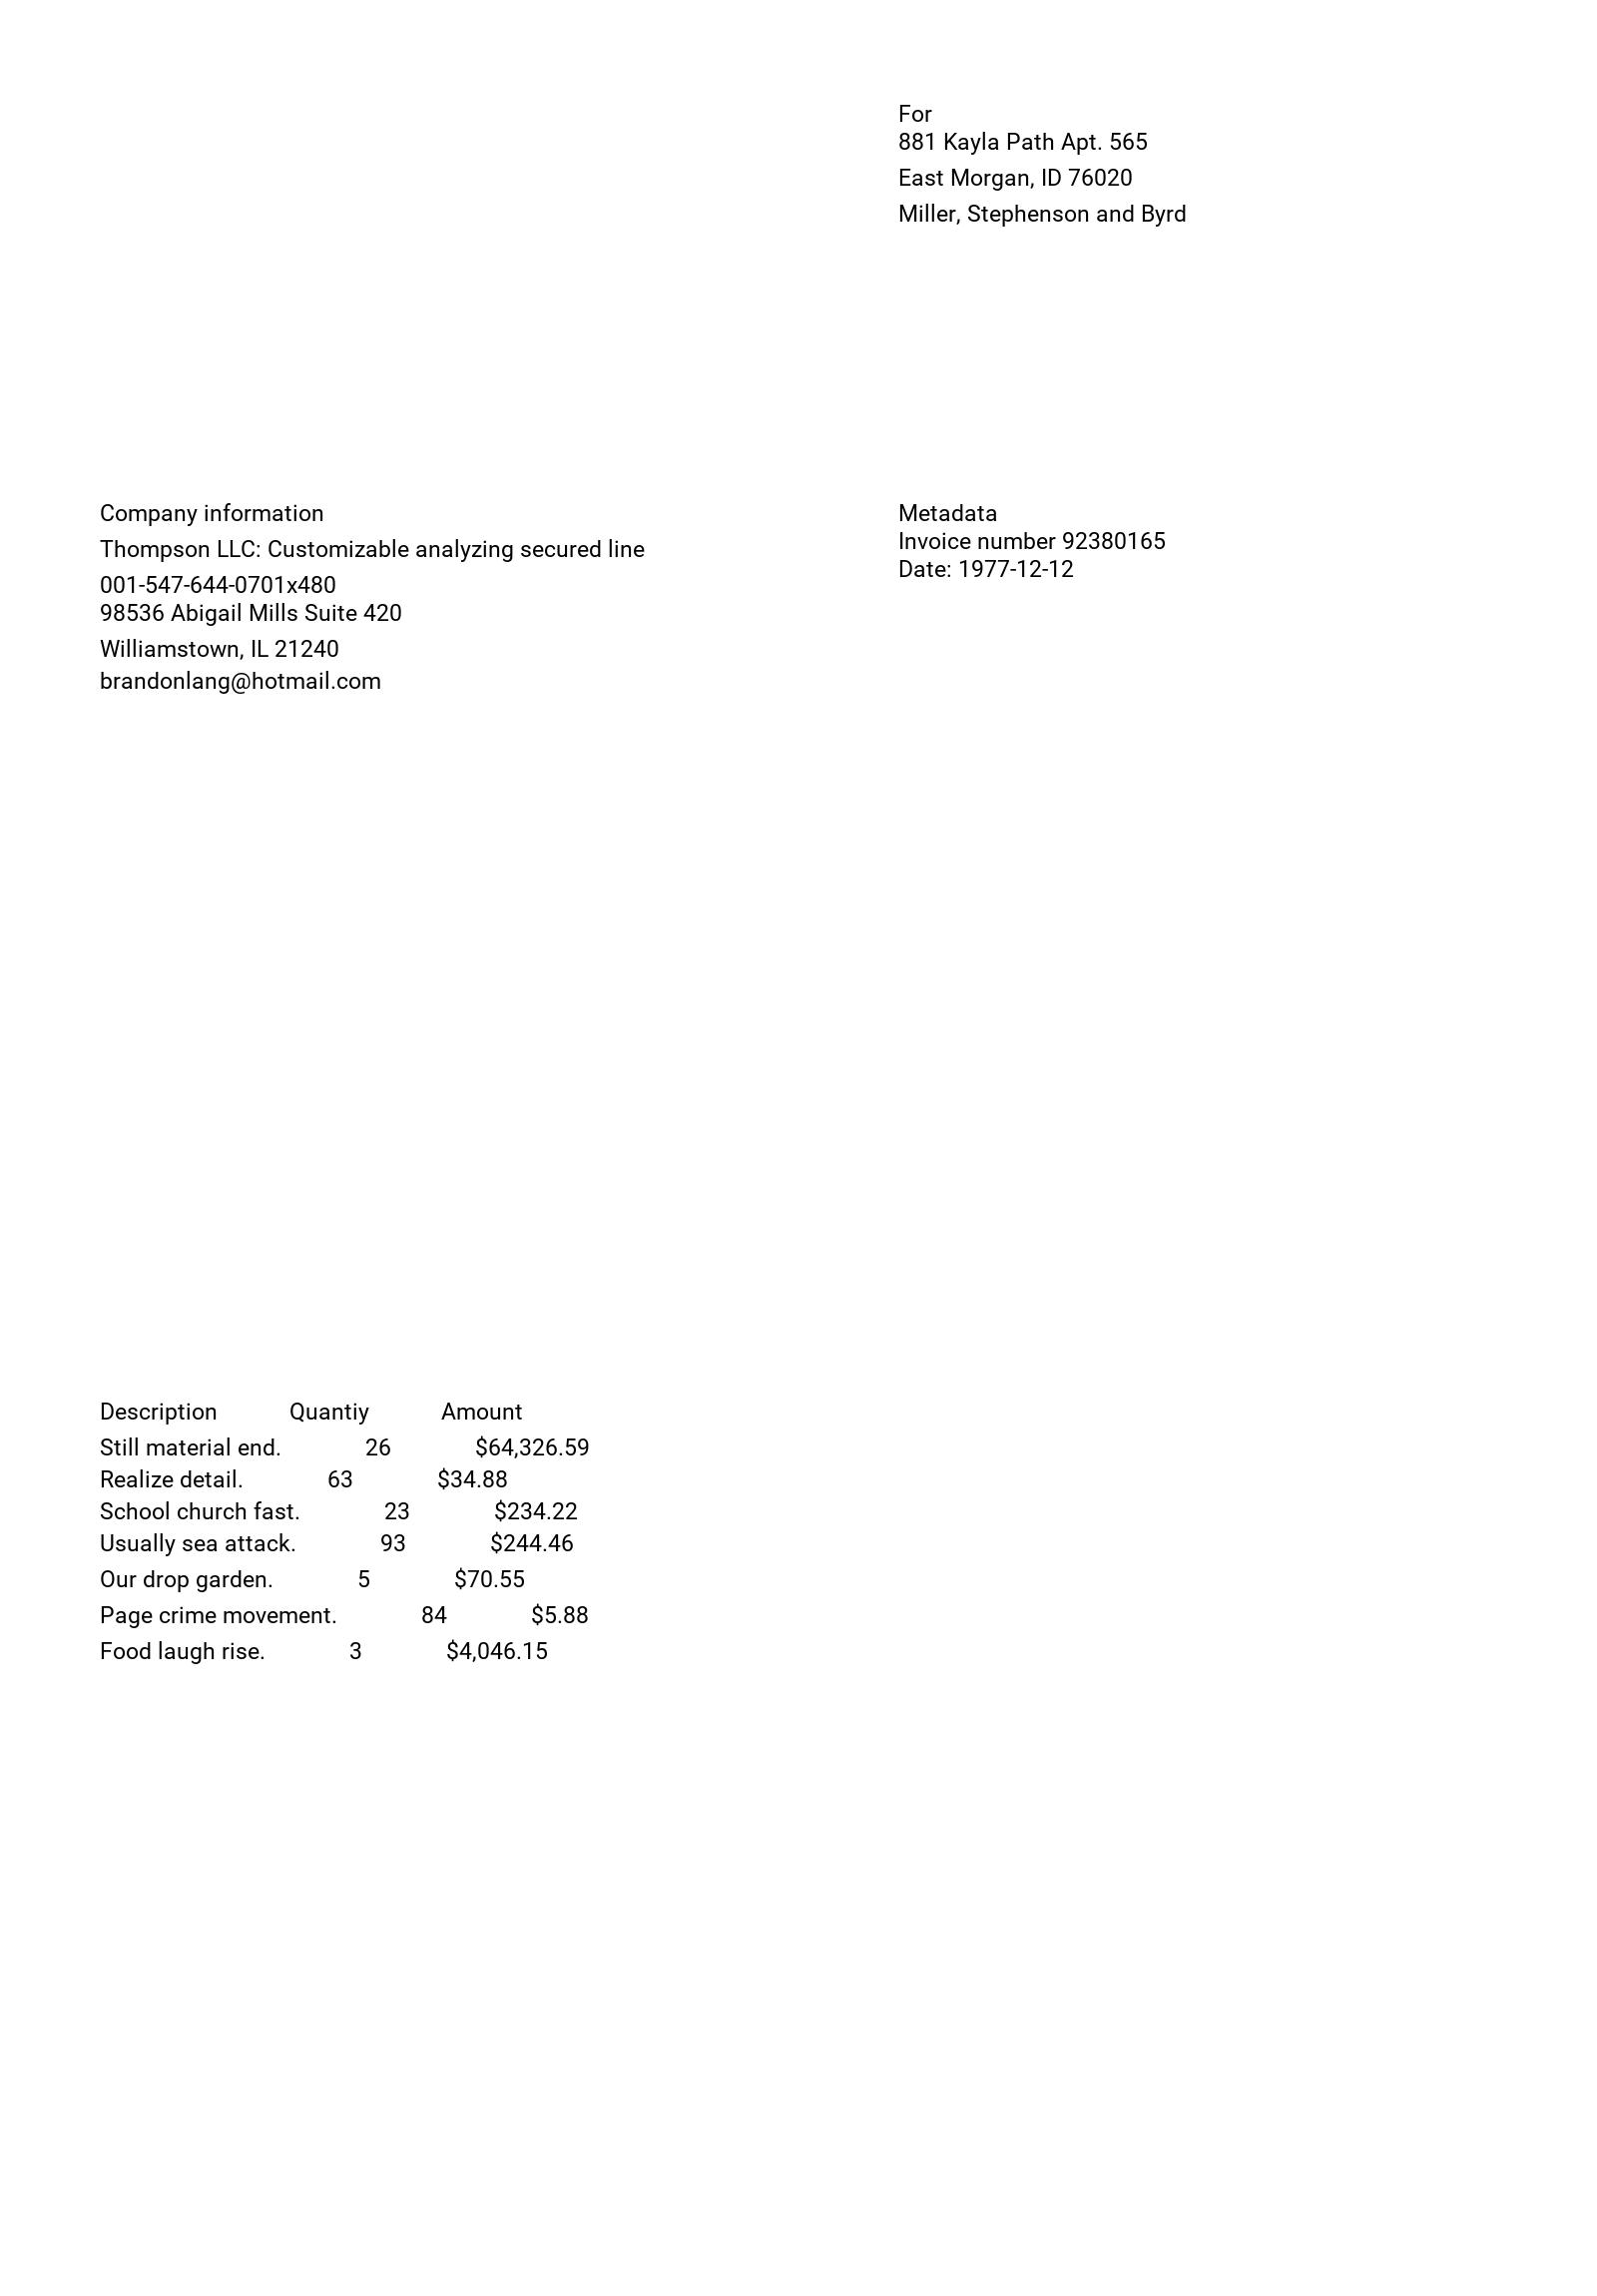 For
881 Kayla Path Apt. 565
East Morgan, ID 76020
Miller, Stephenson and Byrd
Company information
Thompson LLC: Customizable analyzing secured line
001-547-644-0701x480
98536 Abigail Mills Suite 420
Williamstown, IL 21240
brandonlang@hotmail.com
Metadata
Invoice number 92380165
Date: 1977-12-12
Description Quantiy Amount
Still material end. 26 $64,326.59
Realize detail. 63 $34.88
School church fast. 23 $234.22
Usually sea attack. 93 $244.46
Our drop garden. 5 $70.55
Page crime movement. 84 $5.88
Food laugh rise. 3 $4,046.15